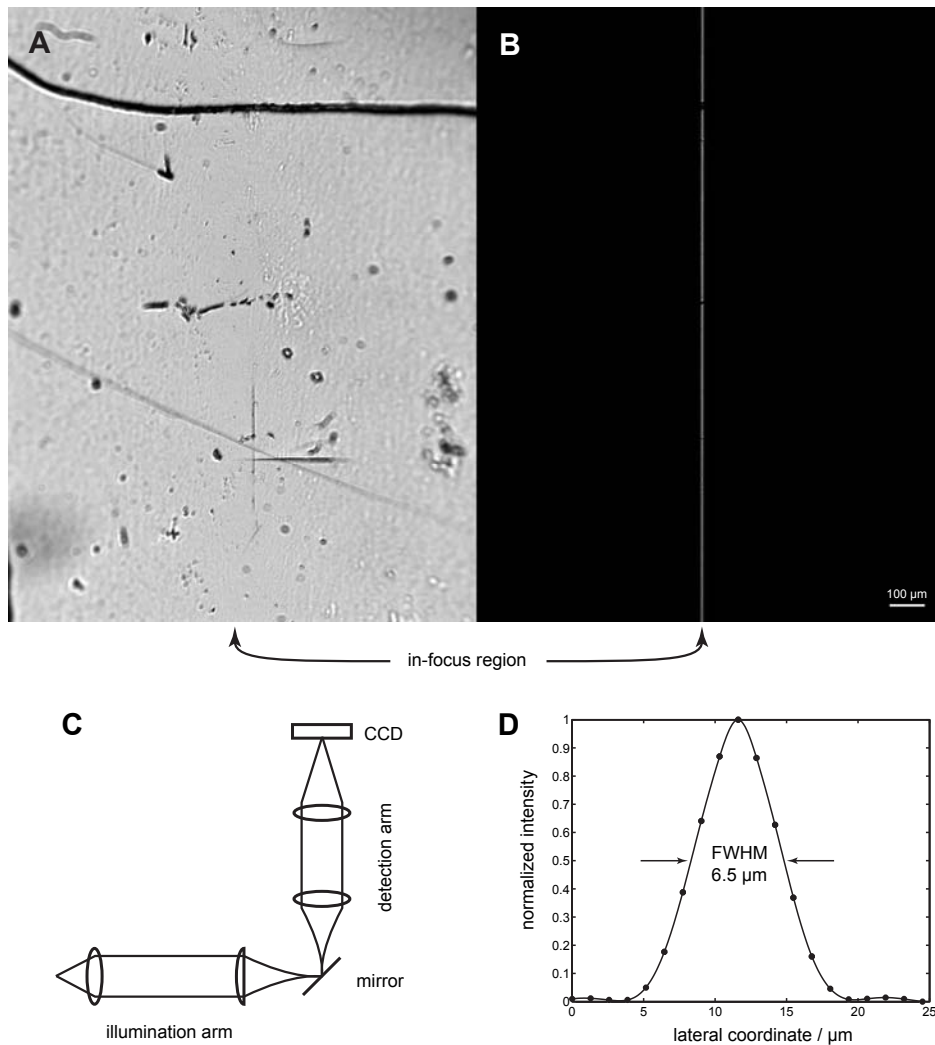 A
B
100 µm
in-focus region
C
CCD
detection arm
mirror
illumination arm
D
normalized intensity
1
0.9
0.8
0.7
0.6
0.5
0.4
0.3
0.2
0.1
0
FWHM
6.5 µm
0 5 10 15 20 25
lateral coordinate / µm